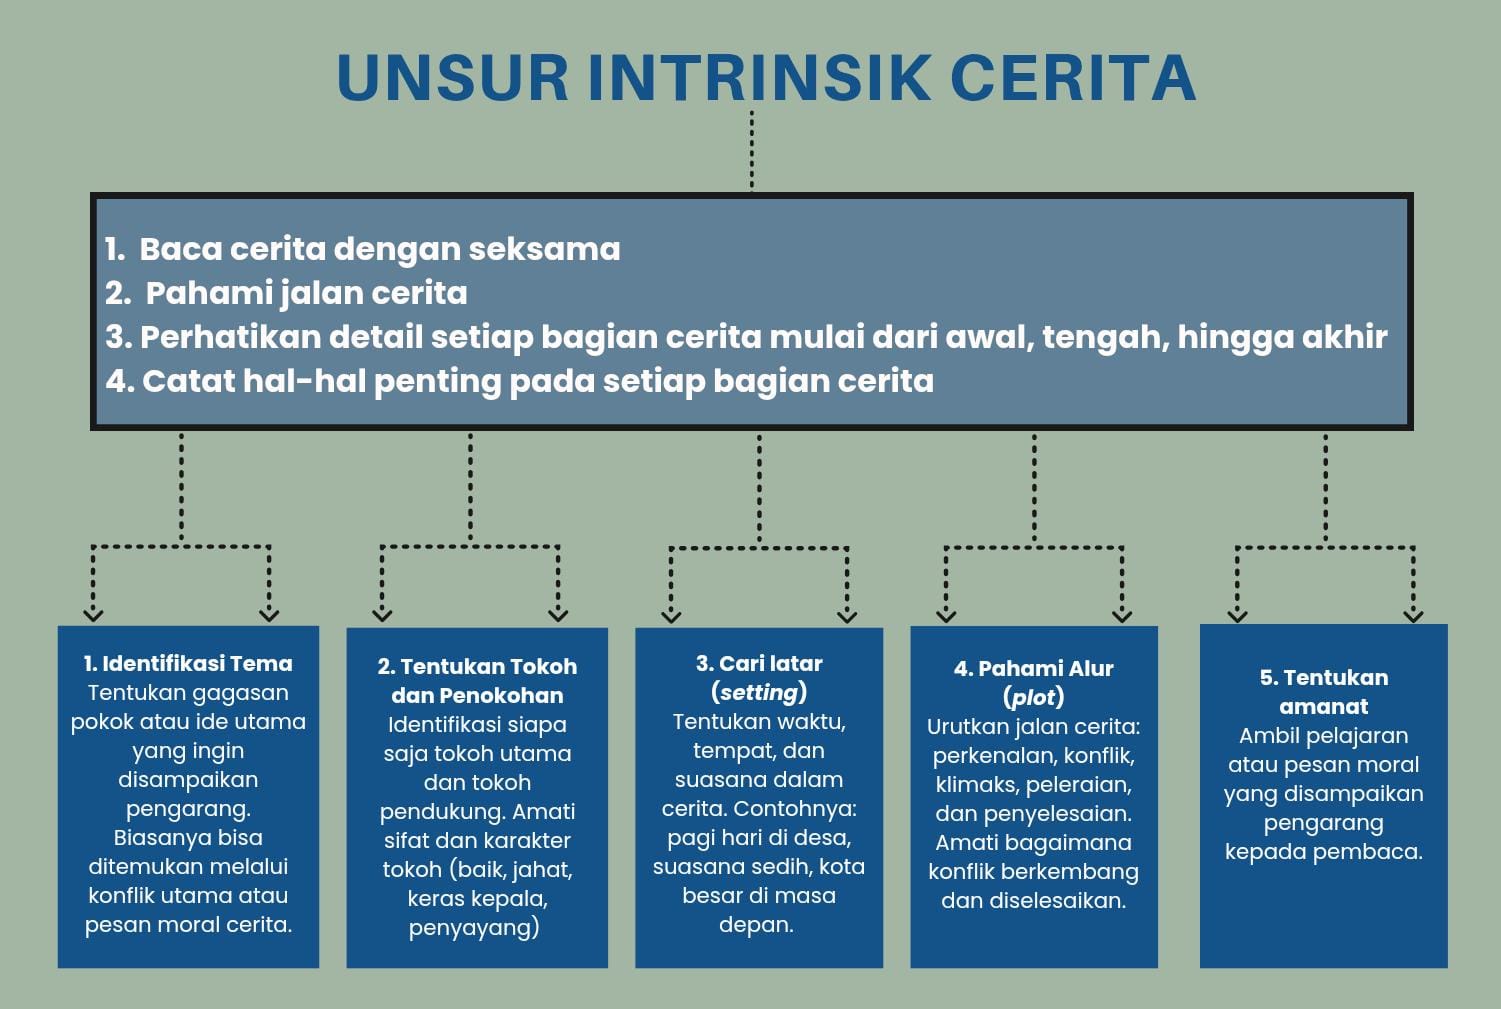 UNSUR INTRINSIK CERITA
1. Baca cerita dengan seksama
2. Pahami jalan cerita
3. Perhatikan detail setiap bagian cerita mulai dari awal, tengah, hingga akhir
4. Catat hal-hal penting pada setiap bagian cerita
1. Identifikasi Tema
Tentukan gagasan
pokok atau ide utama
yang ingin
disampaikan
pengarang.
Biasanya bisa
ditemukan melalui
konflik utama atau
pesan moral cerita.
2. Tentukan Tokoh
dan Penokohan
Identifikasi siapa
saja tokoh utama
dan tokoh
pendukung. Amati
sifat dan karakter
tokoh (baik, jahat,
keras kepala,
penyayang)
3. Cari latar
(setting)
Tentukan waktu,
tempat, dan
suasana dalam
cerita. Contohnya:
pagi hari di desa,
suasana sedih, kota
besar di masa
depan.
4. Pahami Alur
(plot)
Urutkan jalan cerita:
perkenalan, konflik,
klimaks, peleraian,
dan penyelesaian.
Amati bagaimana
konflik berkembang
dan diselesaikan.
5. Tentukan
amanat
Ambil pelajaran
atau pesan moral
yang disampaikan
pengarang
kepada pembaca.